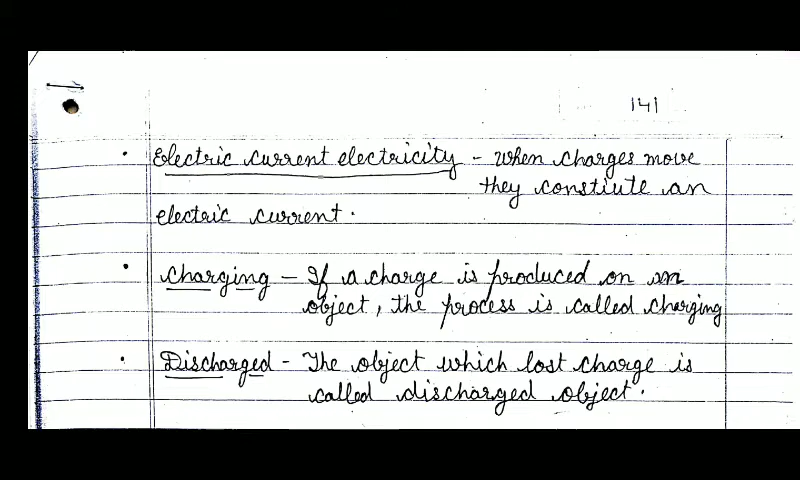 141
• Electric current electricity - when charges move
they constiute an
electric current.
• Charging - If a charge is produced on an
object, the process is called charging
• Discharged - The object which lost charge is
called discharged object.